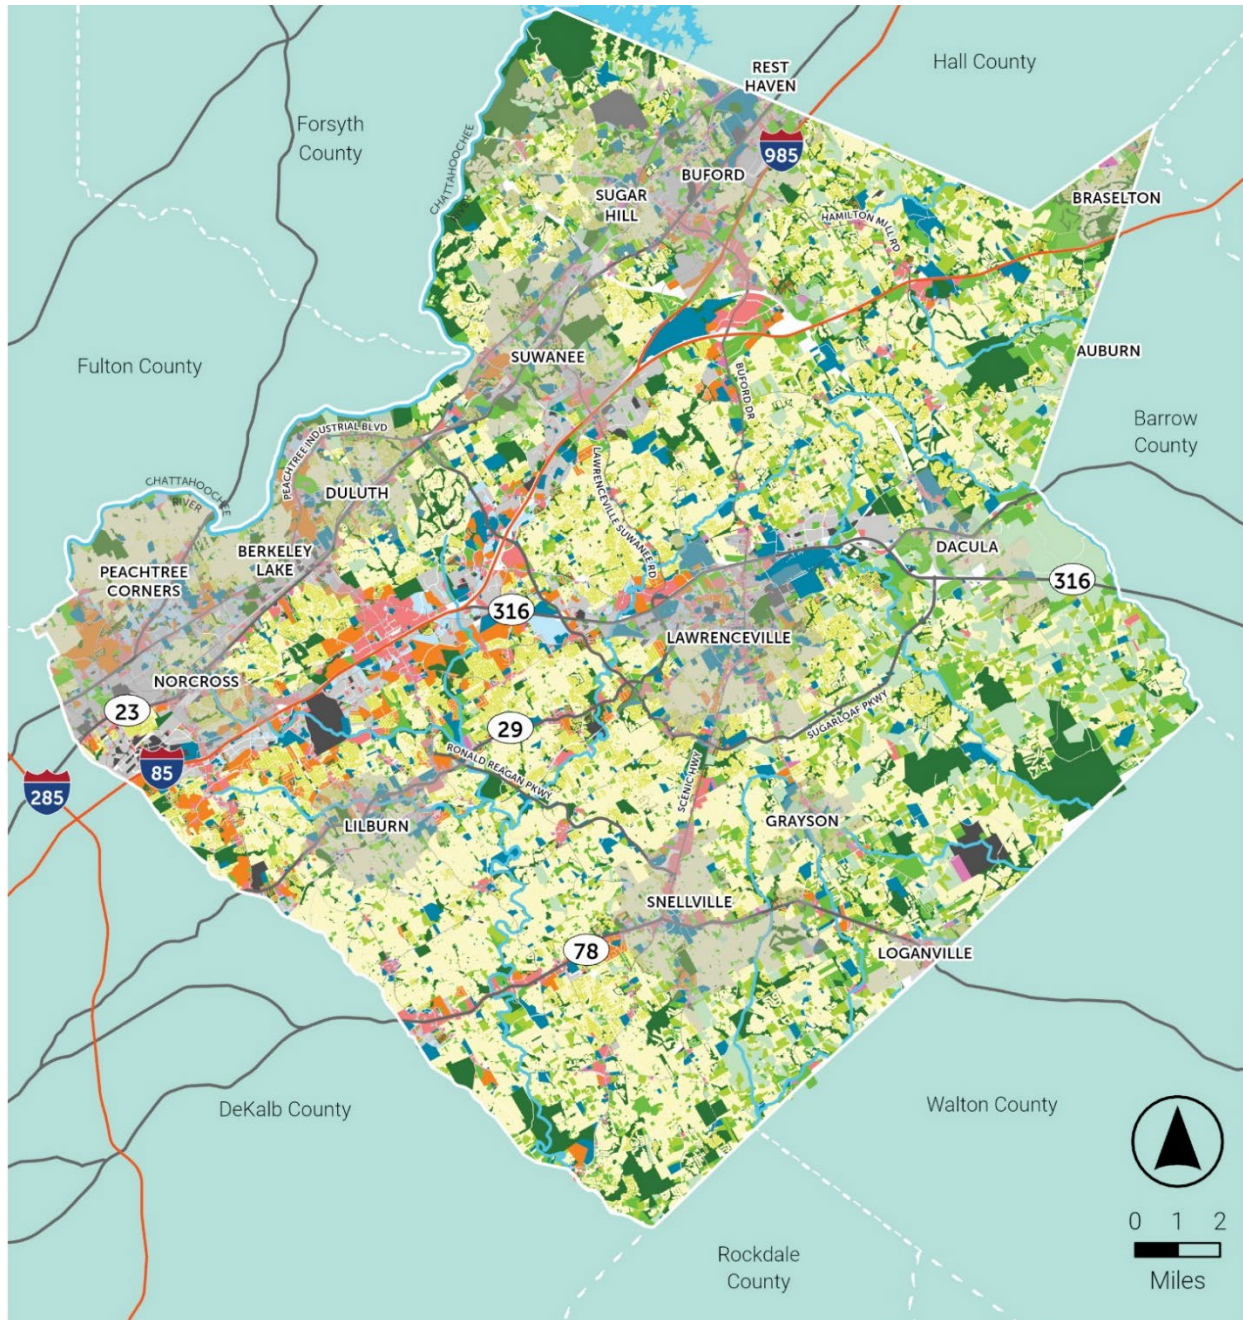 Hall County
REST
HAVEN
Forsyth
County
985
CHATTAHOOCHEE
RIVER
BUFORD
SUGAR
HILL
BRASELTON
HAMILTON MILL RD
SUWANEE
AUBURN
Fulton County
BUFORD DR
Barrow
County
PEACHTREE INDUSTRIAL BLVD
LAWRENCEVILLE SUWANEE RD
CHATTAHOOCHEE
RIVER
DULUTH
BERKELEY
LAKE
DACULA
PEACHTREE
CORNERS
316
316
LAWRENCEVILLE
NORCROSS
23
29
SUGARLOAF PKWY
RONALD REAGAN PKWY
85
285
SCENIC HWY
LILBURN
GRAYSON
SNELLVILLE
78
LOGANVILLE
DeKalb County
Walton County
0 1 2
Miles
Rockdale
County